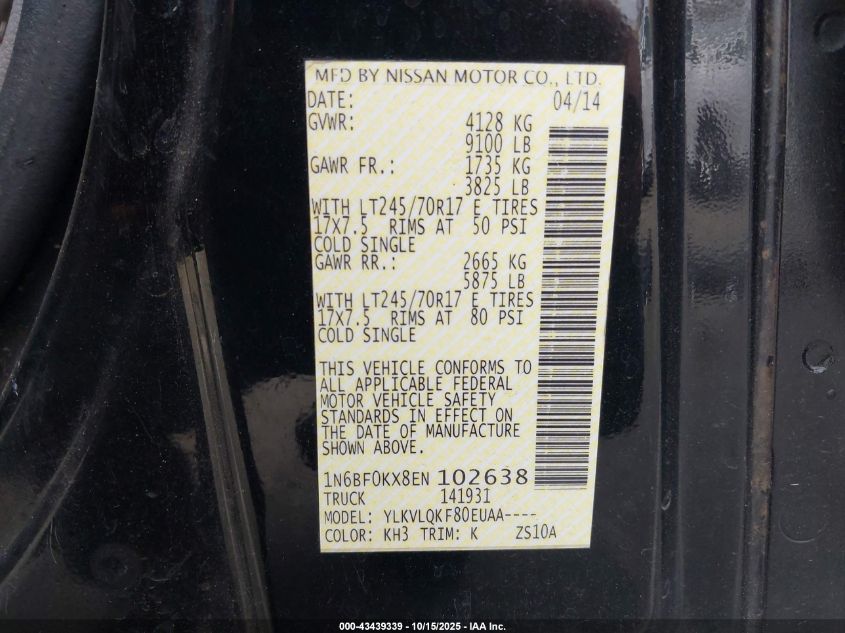 MFD BY NISSAN MOTOR CO., LTD.
DATE: 04/14
GVWR: 4128 KG
9100 LB
GAWR FR.: 1735 KG
3825 LB
WITH LT245/70R17 E TIRES
17X7.5 RIMS AT 50 PSI
COLD SINGLE
GAWR RR.: 2665 KG
5875 LB
WITH LT245/70R17 E TIRES
17X7.5 RIMS AT 80 PSI
COLD SINGLE
THIS VEHICLE CONFORMS TO
ALL APPLICABLE FEDERAL
MOTOR VEHICLE SAFETY
STANDARDS IN EFFECT ON
THE DATE OF MANUFACTURE
SHOWN ABOVE.
1N6BF0KX8EN 102638
TRUCK 14193I
MODEL: YLKVLQKF80EUAA----
COLOR: KH3 TRIM: K ZS10A
000-43439339 - 10/15/2025 - IAA Inc.